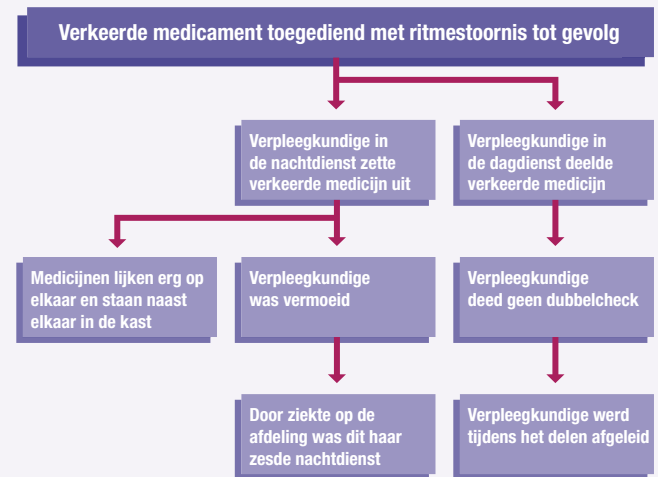 Verkeerde medicament toegediend met ritmestoornis tot gevolg
Verpleegkundige in
de nachtdienst zette
verkeerde medicijn uit
Verpleegkundige in
de dagdienst deelde
verkeerde medicijn
Medicijnen lijken erg op
elkaar en staan naast
elkaar in de kast
Verpleegkundige
was vermoeid
Verpleegkundige
deed geen dubbelcheck
Door ziekte op de
afdeling was dit haar
zesde nachtdienst
Verpleegkundige werd
tijdens het delen afgeleid